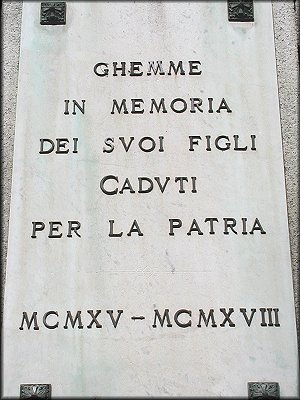 GHEMME
IN MEMORIA
DEI SVOI FIGLI
CADVTI
PER LA PATRIA
MCMXV – MCMXVIII